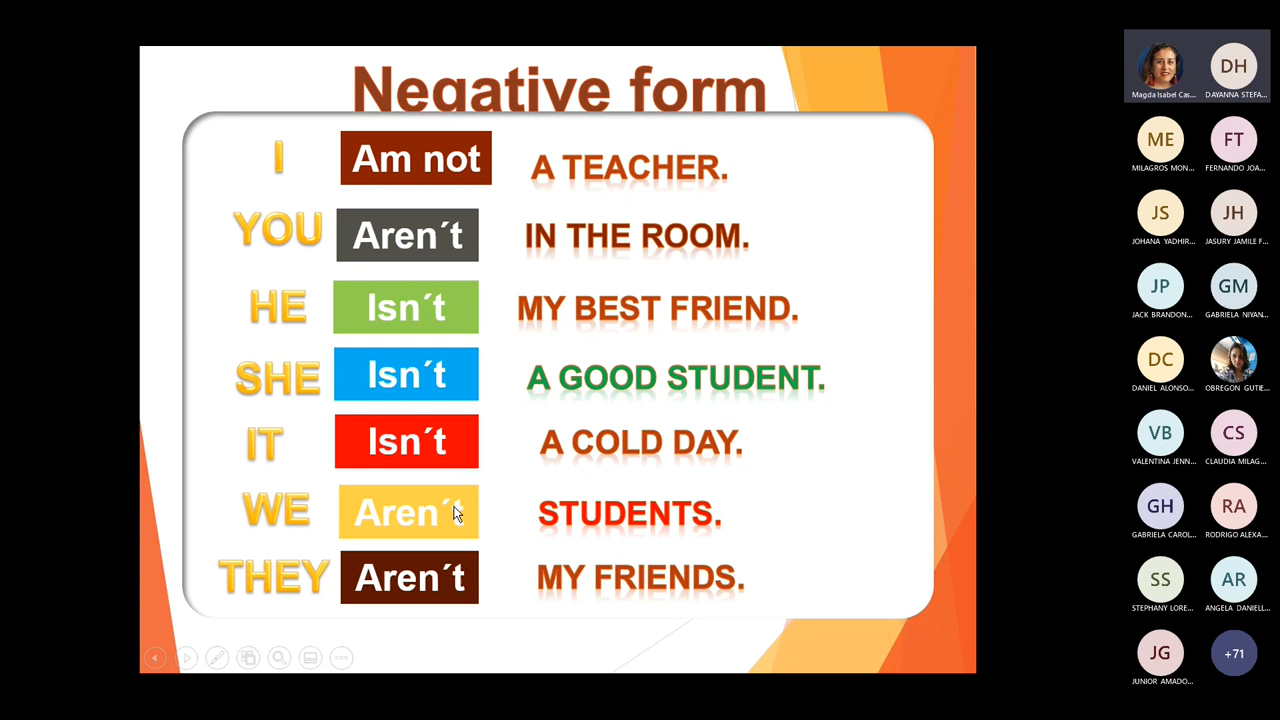 Negative form
I Am not A TEACHER.
YOU Aren´t IN THE ROOM.
HE Isn´t MY BEST FRIEND.
SHE Isn´t A GOOD STUDENT.
IT Isn´t A COLD DAY.
WE Aren´t STUDENTS.
THEY Aren´t MY FRIENDS.
DH
Magda Isabel Cas... DAYANNA STEFA...
ME FT
MILAGROS MON... FERNANDO JOA...
JS JH
JOHANA YADHIR... JASURY JAMILE F...
JP GM
JACK BRANDON... GABRIELA NIYAN...
DC
DANIEL ALONSO... OBREGON GUTIE...
VB CS
VALENTINA JENN... CLAUDIA MILAG...
GH RA
GABRIELA CAROL... RODRIGO ALEXA...
SS AR
STEPHANY LORE... ANGELA DANIELL...
JG +71
JUNIOR AMADO...